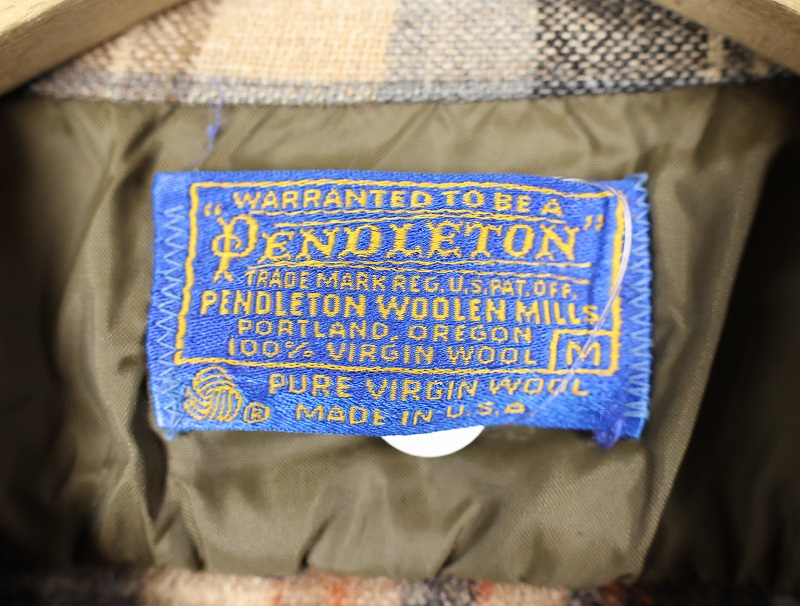 WARRANTED TO BE A
"PENDLETON"
TRADE MARK REG. U.S. PAT. OFF.
PENDLETON WOOLEN MILLS
PORTLAND, OREGON
100% VIRGIN WOOL M
PURE VIRGIN WOOL
® MADE IN U.S.A.